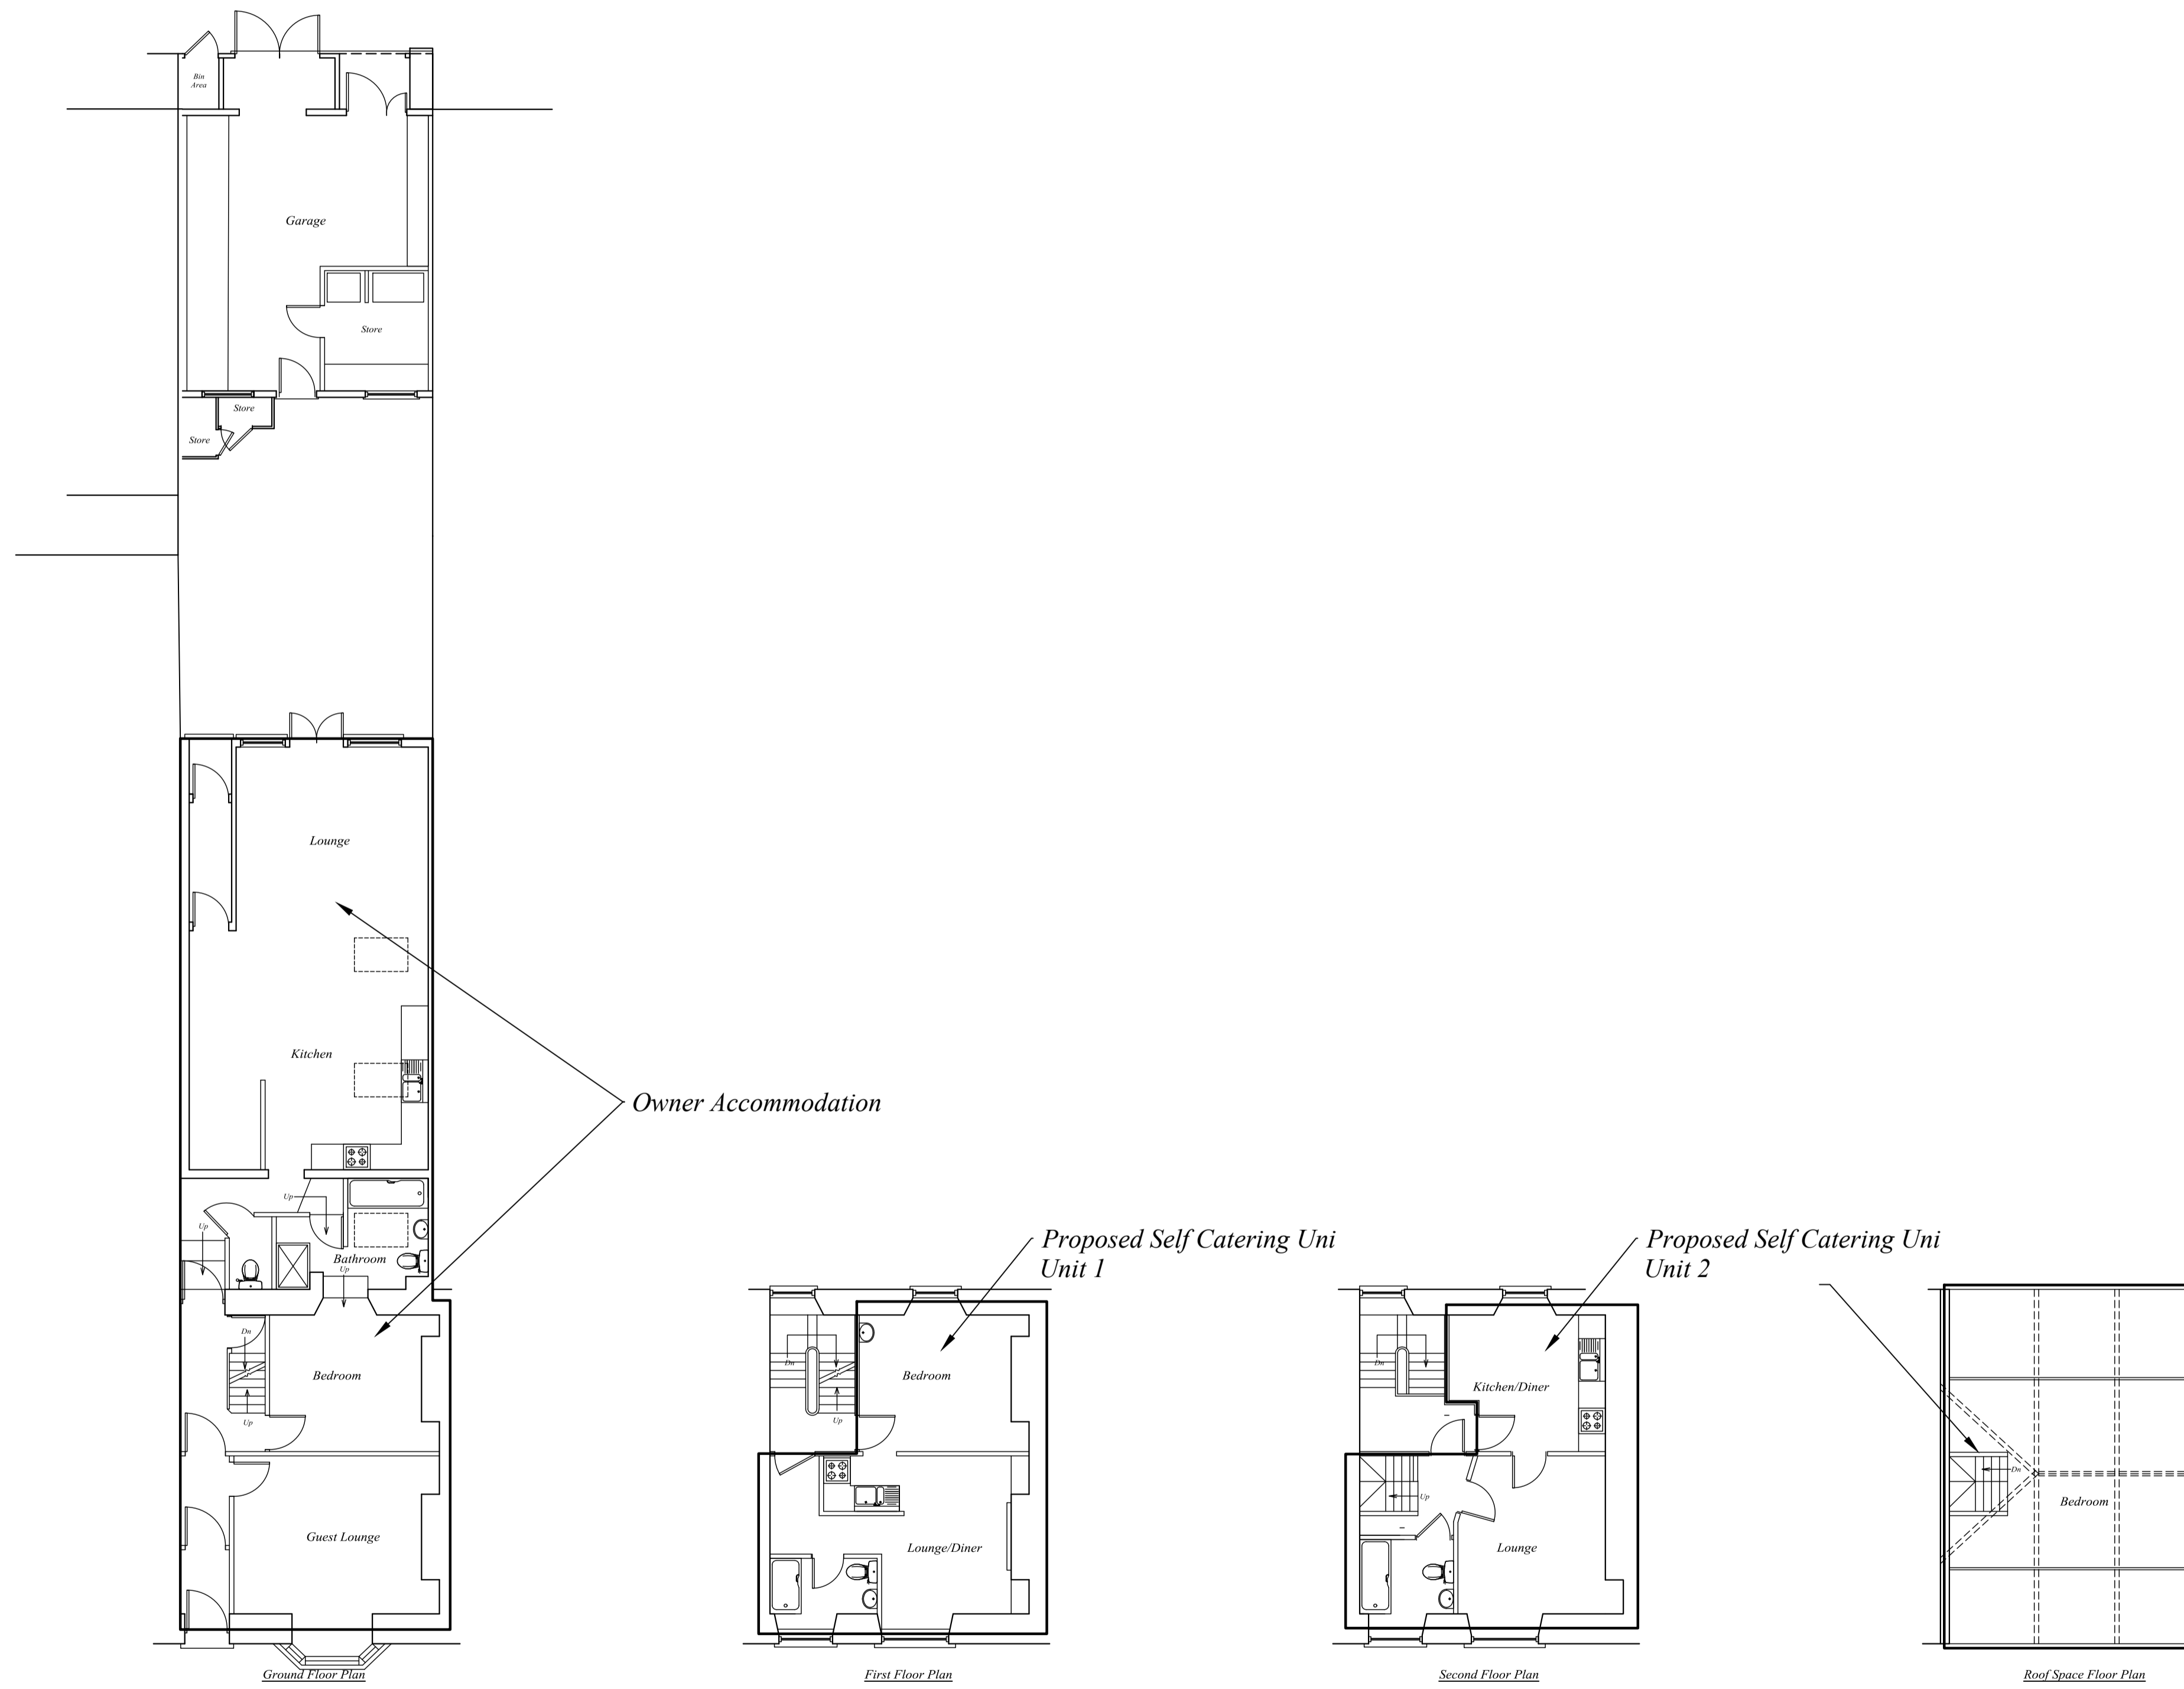 Bin
Area
Garage
Store
Store
Store
Lounge
Kitchen
Owner Accommodation
Up
Up
Bathroom
Up
Dn
Bedroom
Up
Guest Lounge
Ground Floor Plan
Proposed Self Catering Uni
Unit 1
Dn
Bedroom
Up
Lounge/Diner
First Floor Plan
Proposed Self Catering Uni
Unit 2
Dn
Kitchen/Diner
Up
Lounge
Second Floor Plan
Dn
Bedroom
Roof Space Floor Plan